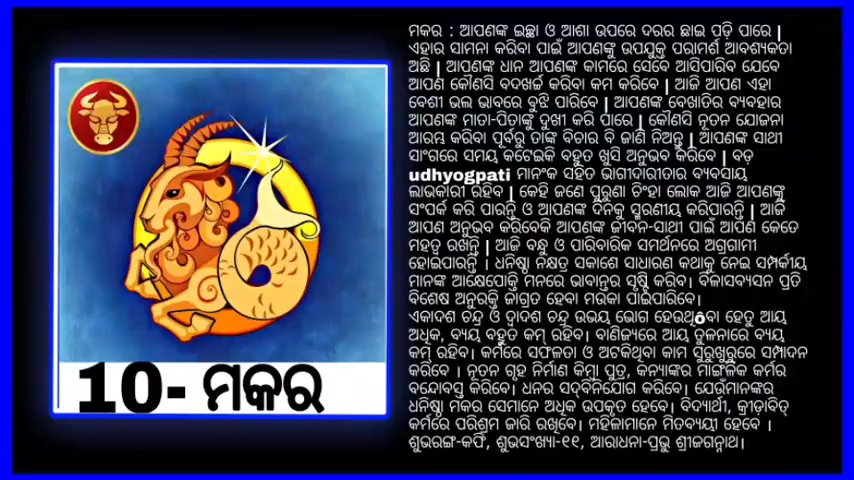 ମକର : ଆପଣଙ୍କ ଇଚ୍ଛା ଓ ଆଶା ଉପରେ ଦରର ଛାଇ ପଡ଼ି ପାରେ |
ଏହାର ସାମନା କରିବା ପାଇଁ ଆପଣଙ୍କୁ ଉପଯୁକ୍ତ ପରାମର୍ଶ ଆବଶ୍ୟକତା
ଅଛି | ଆପଣଙ୍କ ଧାନ ଆପଣଙ୍କ କାମରେ ସେବେ ଆସିପାରିବ ଯେବେ
ଆପଣ କୌଣସି ବଦଖର୍ଚ୍ଚ କରିବା କମ କରିବେ | ଆଜି ଆପଣ ଏହା
ବେଶୀ ଭଲ ଭାବରେ ବୁଝି ପାରିବେ | ଆପଣଙ୍କ ବେଖାତିର ବ୍ୟବହାର
ଆପଣଙ୍କ ମାତା-ପିତାଙ୍କୁ ଦୁଖୀ କରି ପାରେ | କୌଣସି ନୂତନ ଯୋଜନା
ଆରମ୍ଭ କରିବା ପୂର୍ବରୁ ତାଙ୍କ ବିଚାର ବି ଜାଣି ନିଅନ୍ତୁ | ଆପଣଙ୍କ ସାଥୀ
ସାଂଗରେ ସମୟ କଟେଇକି ବହୁତ ଖୁସି ଅନୁଭବ କରିବେ | ବଡ଼
udhyogpati ମାନଂକ ସହିତ ଭାଗୀଦାରୀତାର ବ୍ୟବସାୟ
ଲାଭକାରୀ ରହିବ | କେହି ଜଣେ ପୁରୁଣା ଚିଂହା ଲୋକ ଆଜି ଆପଣଙ୍କୁ
ସଂପର୍କ କରି ପାରନ୍ତି ଓ ଆପଣଙ୍କ ଦିନକୁ ସ୍ମରଣୀୟ କରିପାରନ୍ତି | ଆଜି
ଆପଣ ଅନୁଭବ କରିବେକି ଆପଣଙ୍କ ଜୀବନ-ସାଥୀ ପାଇଁ ଆପଣ କେତେ
ମହତ୍ୱ ରଖନ୍ତି | ଆଜି ବନ୍ଧୁ ଓ ପାରିବାରିକ ସମର୍ଥନରେ ଅଗ୍ରଗାମୀ
ହୋଇପାରନ୍ତି । ଧନିଷ୍ଠା ନକ୍ଷତ୍ର ସକାଶେ ସାଧାରଣ କଥାକୁ ନେଇ ସମ୍ପର୍କୀୟ
ମାନଙ୍କ ଆକ୍ଷେପୋକ୍ତି ମନରେ ଭାବାନ୍ତର ସୃଷ୍ଟି କରିବ। ବିଳାସବ୍ୟସନ ପ୍ରତି
ବିଶେଷ ଅନୁରକ୍ତି ଜାଗ୍ରତ ହେବା ମଉକା ପାଇପାରିବେ।
ଏକାଦଶ ଚନ୍ଦ୍ର ଓ ଦ୍ୱାଦଶ ଚନ୍ଦ୍ର ଉଭୟ ଭୋଗ ହେଉଥିôବା ହେତୁ ଆୟ
ଅଧିକ, ବ୍ୟୟ ବହୁତ କମ୍ ରହିବ। ବାଣିଜ୍ୟରେ ଆୟ ତୁଳନାରେ ବ୍ୟୟ
କମ୍ ରହିବ। କର୍ମରେ ସଫଳତା ଓ ଅଟକିଥିବା କାମ ସୁରୁଖୁରୁରେ ସମ୍ପାଦନ
କରିବେ । ନୂତନ ଗୃହ ନିର୍ମାଣ କିମ୍ବା ପୁତ୍ର, କନ୍ୟାଙ୍କର ମାଙ୍ଗଳିକ କର୍ମର
ବନ୍ଦୋବସ୍ତ କରିବେ। ଧନର ସଦ୍‌ବିନିଯୋଗ କରିବେ। ଯେଉଁମାନଙ୍କର
ଧନିଷ୍ଠା ମକର ସେମାନେ ଅଧିକ ଉପକୃତ ହେବେ। ବିଦ୍ୟାର୍ଥୀ, କ୍ରୀଡ଼ାବିତ୍
କର୍ମରେ ପରିଶ୍ରମ ଜାରି ରଖିବେ। ମହିଳାମାନେ ମିତବ୍ୟୟୀ ହେବେ ।
ଶୁଭରଙ୍ଗ-କଫି, ଶୁଭସଂଖ୍ୟା-୧୧, ଆରାଧନା-ପ୍ରଭୁ ଶ୍ରୀଜଗନ୍ନାଥ।
10- ମକର